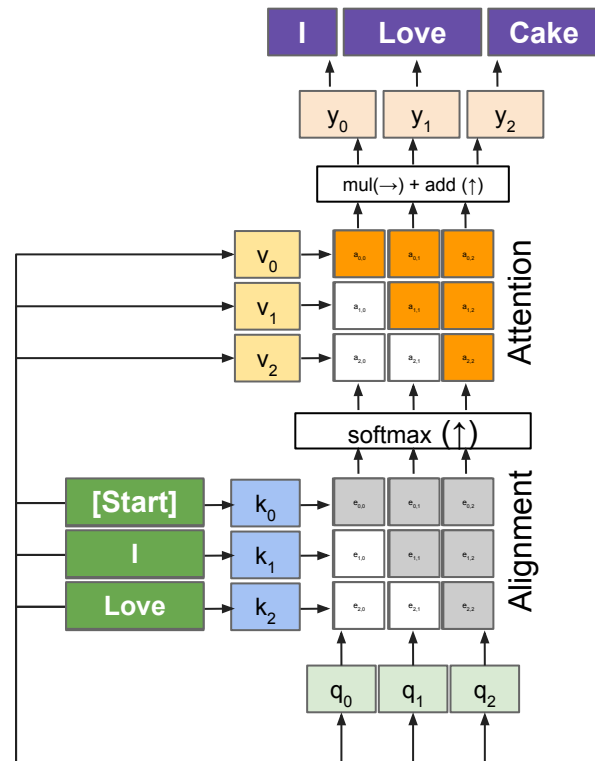 I Love Cake
y0 y1 y2
mul(→) + add (↑)
v0 a0,0 a0,1 a0,2
v1 a1,0 a1,1 a1,2
v2 a2,0 a2,1 a2,2
Attention
softmax (↑)
[Start] k0 e0,0 e0,1 e0,2
I k1 e1,0 e1,1 e1,2
Love k2 e2,0 e2,1 e2,2
Alignment
q0 q1 q2